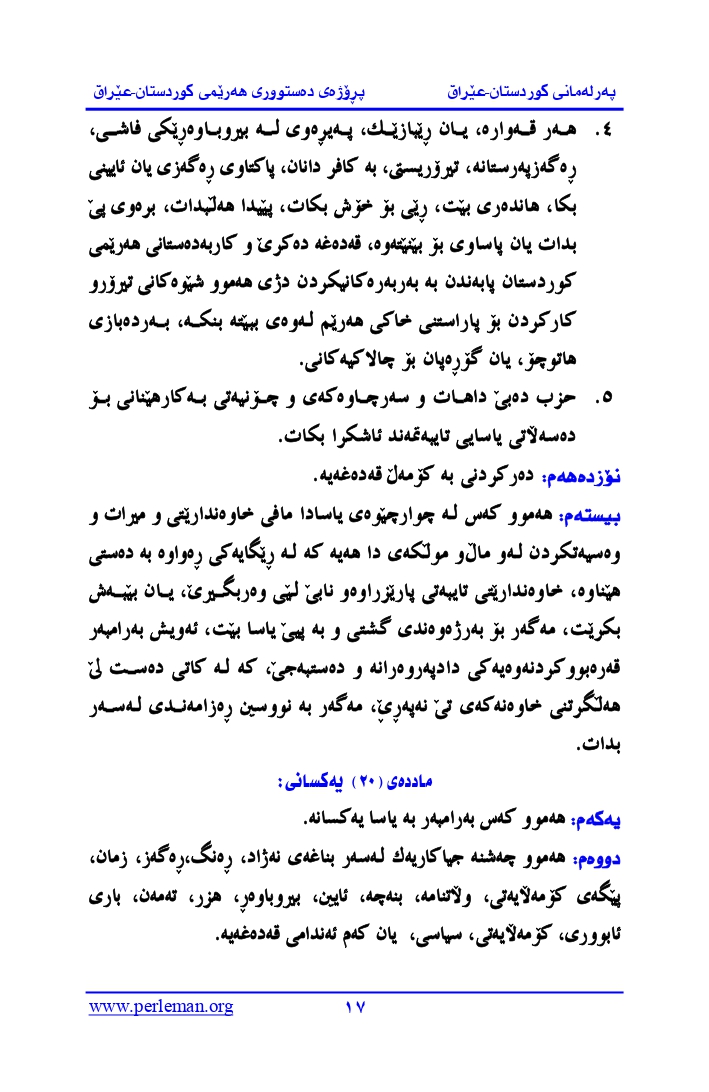 پەرلەمانی کوردستان-عێراق
پڕۆژەی دەستووری هەرێمی کوردستان-عێراق
٤. هەر قەوارە، یان ڕێبازێك، پەیڕەوی لە بیروباوەڕێکی فاشی،
ڕەگەزپەرستانە، تیرۆریستی، بە کافر دانان، پاکتاوی ڕەگەزی یان ئایینی
بکا، هاندەری بێت، ڕێی بۆ خۆش بکات، پێیدا هەڵبدات، برەوی پێ
بدات یان پاساوی بۆ بێنێتەوە، قەدەغە دەکرێ و کاربەدەستانی هەرێمی
کوردستان پابەندن بە بەربەرەکانیکردن دژی هەموو شێوەکانی تیرۆرو
کارکردن بۆ پاراستنی خاکی هەرێم لەوەی ببێتە بنکە، بەردەبازی
هاتوچۆ، یان گۆڕەپان بۆ چالاکیەکانی.
٥. حزب دەبێ داهات و سەرچاوەکەی و چۆنیەتی بەکارهێنانی بۆ
دەسەڵاتی یاسایی تایبەتمەند ئاشکرا بکات.
نۆزدەهەم: دەرکردنی بە کۆمەڵ قەدەغەیە.
بیستەم: هەموو کەس لە چوارچێوەی یاسادا مافی خاوەندارێتی و میرات و
وەسیەتکردن لەو ماڵ‌و موڵکەی دا هەیە کە لە ڕێگایەکی ڕەواوە بە دەستی
هێناوە، خاوەندارێتی تایبەتی پارێزراوەو نابێ لێی وەربگیرێ، یان بێبەش
بکرێت، مەگەر بۆ بەرژەوەندی گشتی و بە پیێ یاسا بێت، ئەویش بەرامبەر
قەرەبووکردنەوەیەکی دادپەروەرانە و دەستبەجێ، کە لە کاتی دەست لێ
هەڵگرتنی خاوەنەکەی تێ نەپەڕێ، مەگەر بە نووسین ڕەزامەندی لەسەر
بدات.
ماددەی (٢٠) یەکسانی:
یەکەم: هەموو کەس بەرامبەر بە یاسا یەکسانە.
دووەم: هەموو چەشنە جیاکاریەك لەسەر بناغەی نەژاد، ڕەنگ،ڕەگەز، زمان،
پێگەی کۆمەڵایەتی، وڵاتنامە، بنەچە، ئایین، بیروباوەڕ، هزر، تەمەن، باری
ئابووری، کۆمەڵایەتی، سیاسی، یان کەم ئەندامی قەدەغەیە.
www.perleman.org
١٧